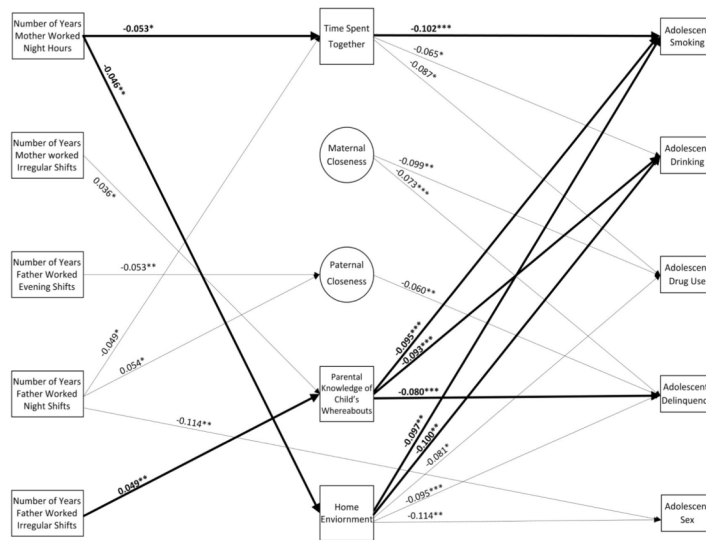 Number of Years
Mother Worked
Night Hours
-0.053*
Time Spent
Together
-0.102***
Adolescent
Smoking
-0.046**
-0.065*
-0.087*
Number of Years
Mother worked
Irregular Shifts
0.036*
Maternal
Closeness
-0.099**
-0.073***
Adolescent
Drinking
Number of Years
Father Worked
Evening Shifts
-0.053**
Paternal
Closeness
-0.060**
Adolescent
Drug Use
-0.049*
0.054*
-0.095***
-0.093***
Number of Years
Father Worked
Night Shifts
-0.114**
Parental
Knowledge of
Child's
Whereabouts
-0.080***
Adolescent
Delinquenc
-0.097**
-0.100**
-0.081*
0.049**
-0.095***
Number of Years
Father Worked
Irregular Shifts
Home
Enviornment
-0.114**
Adolescent
Sex